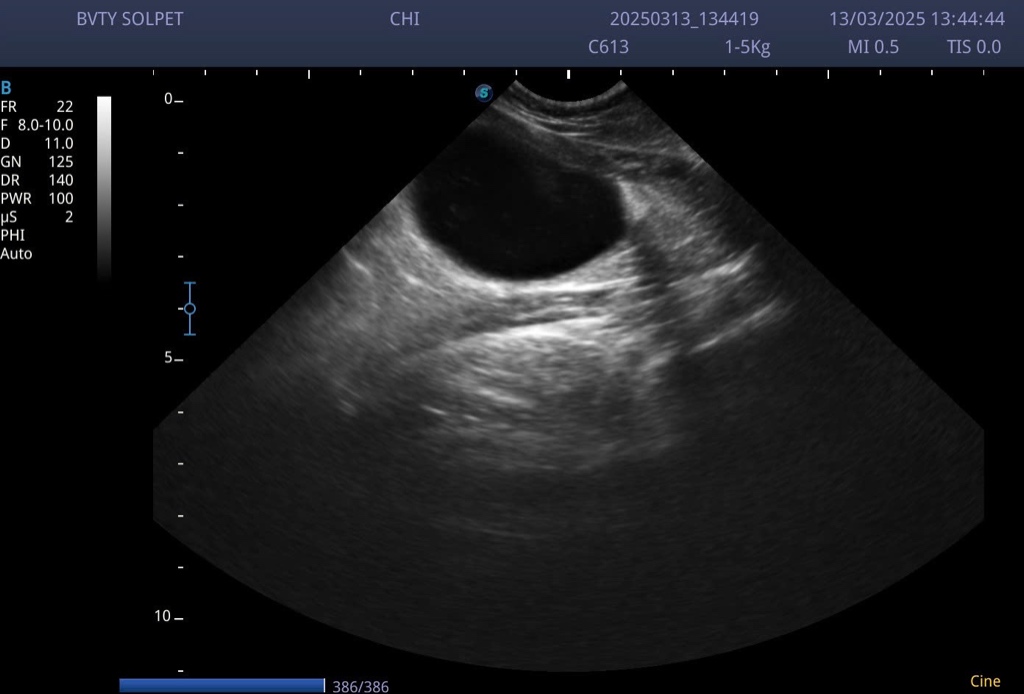 BVTY SOLPET CHI 20250313_134419 13/03/2025 13:44:44
C613 1-5Kg MI 0.5 TIS 0.0
B
FR 22
F 8.0-10.0
D 11.0
GN 125
DR 140
PWR 100
µS 2
PHI
Auto
S
0
5
10
386/386
Cine